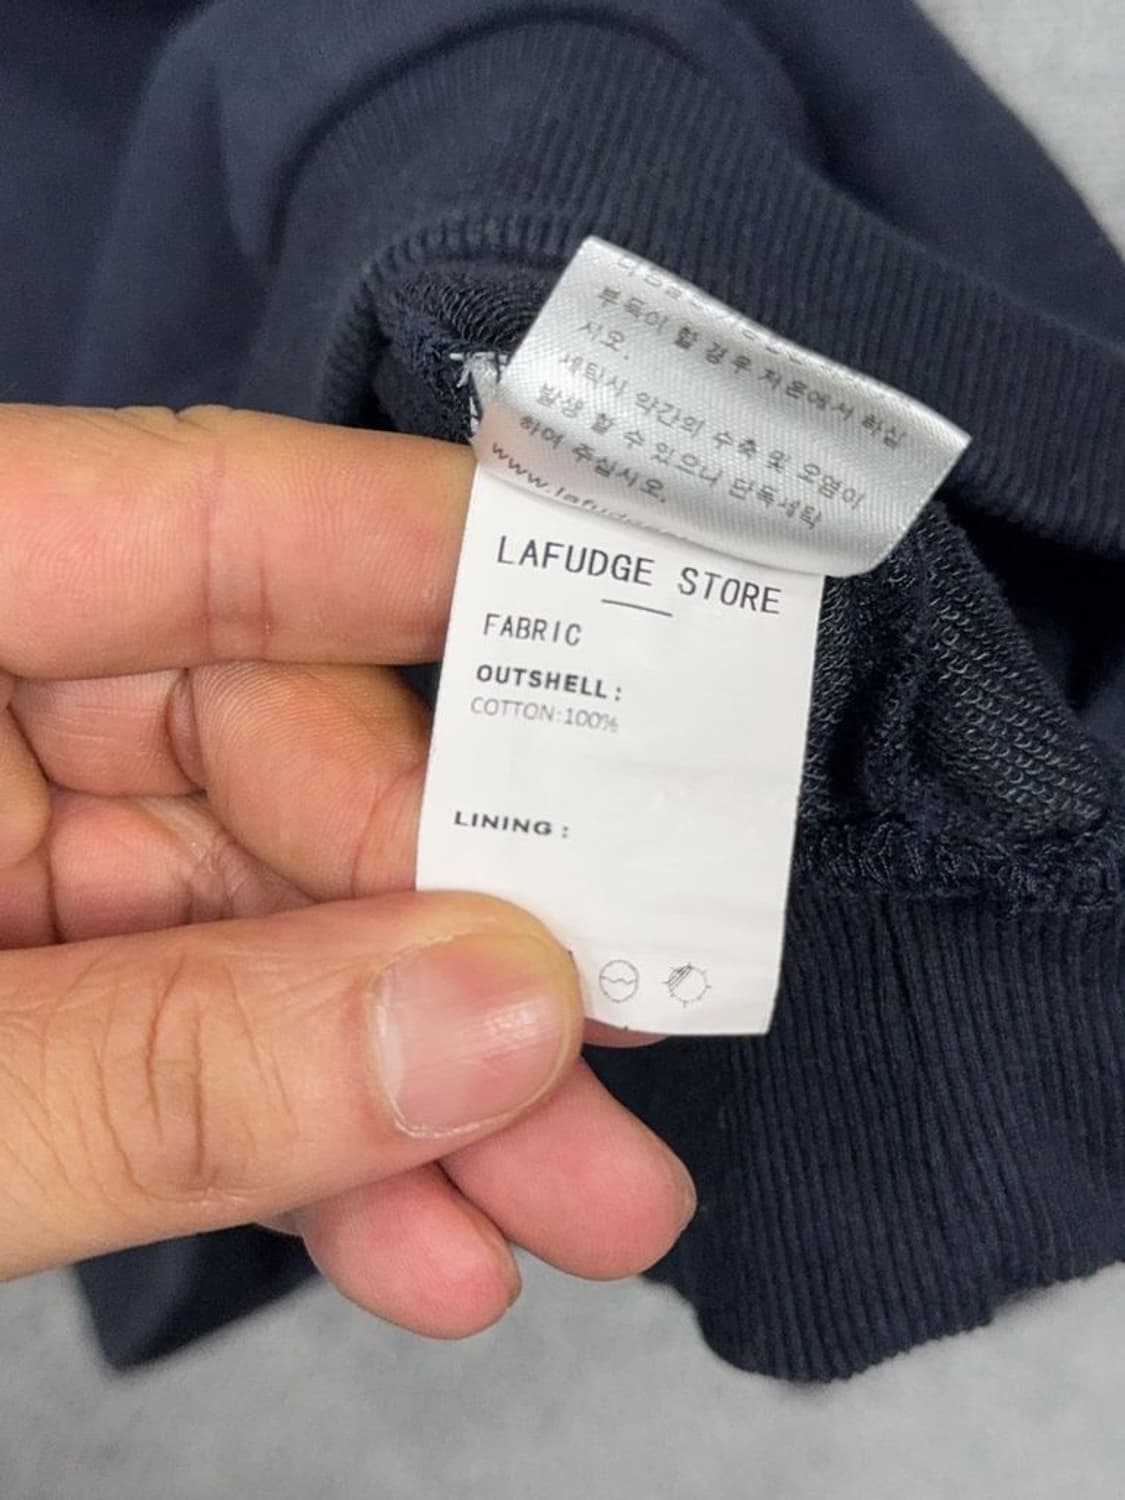 부득이 할 경우 저온에서 하십
시오.
세탁시 약간의 수축 및 오염이
발생 할 수 있으니 단독세탁
하여 주십시오.
www.lafudge
LAFUDGE STORE
FABRIC
OUTSHELL:
COTTON:100%
LINING: